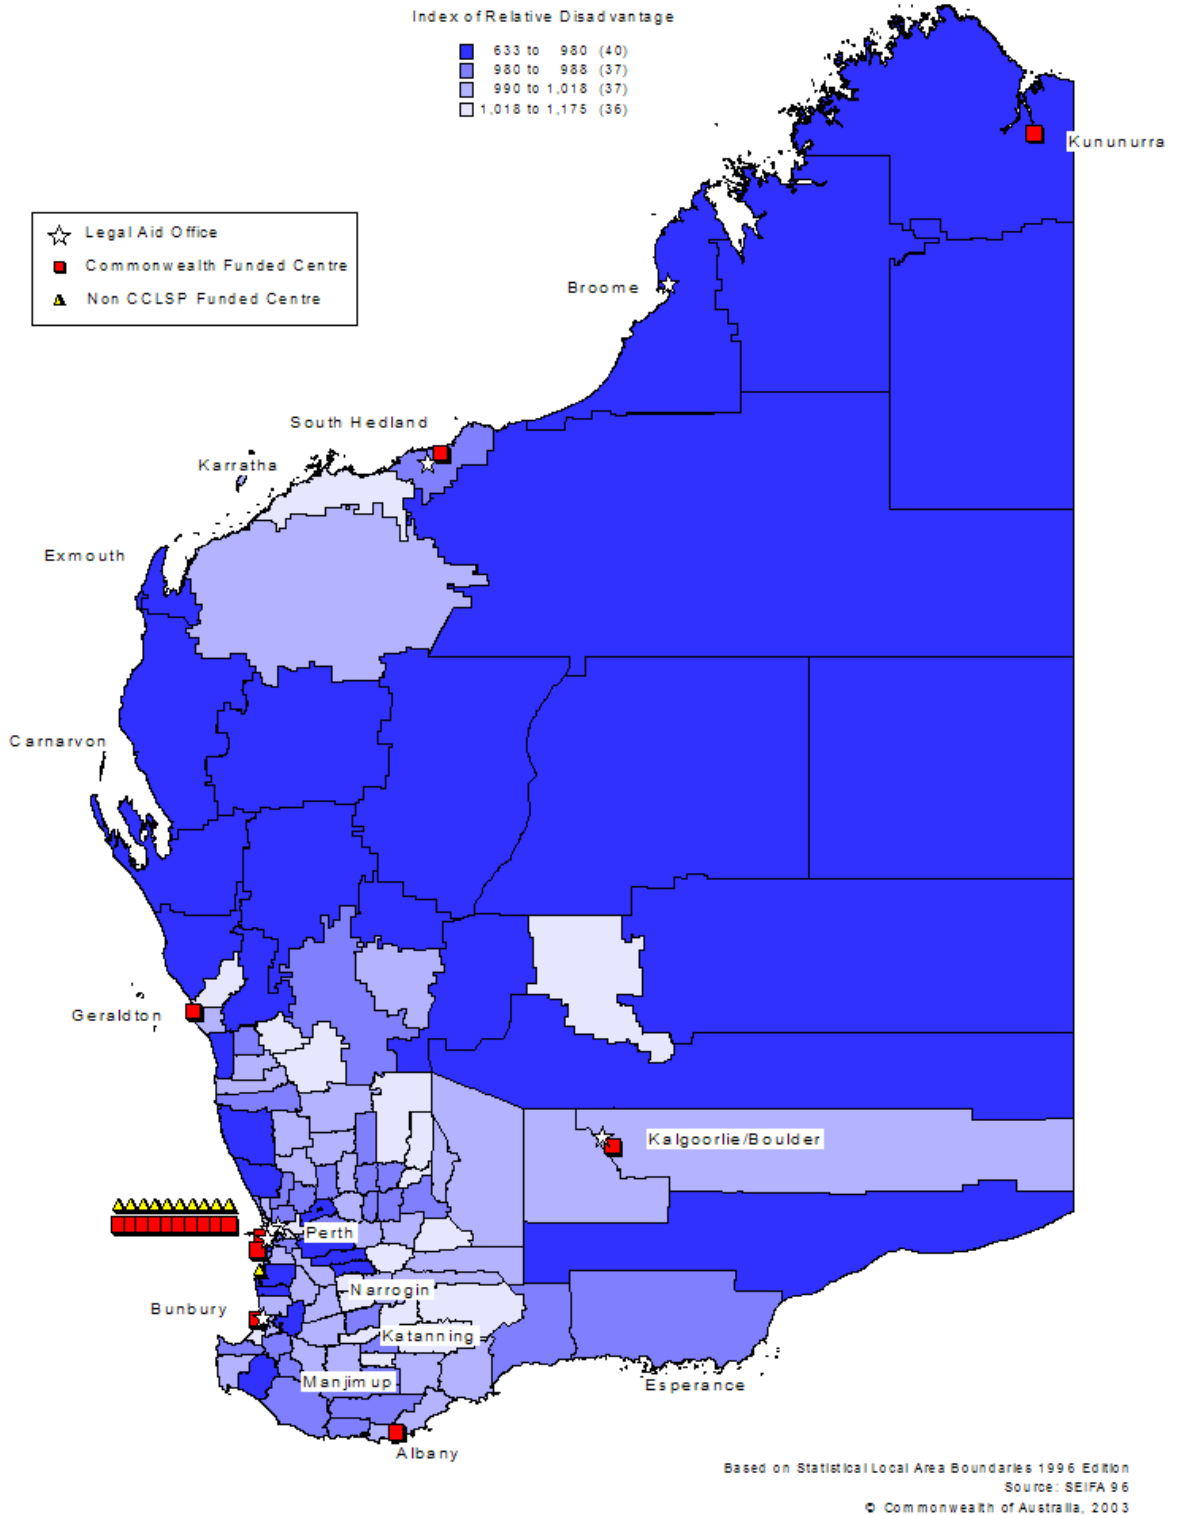 Index of Relative Disadvantage
633 to 980 (40)
980 to 988 (37)
990 to 1,018 (37)
1,018 to 1,175 (36)
Kununurra
Legal Aid Office
Commonwealth Funded Centre
Non CCLSP Funded Centre
Broome
South Hedland
Karratha
Exmouth
Carnarvon
Geraldton
Kalgoorlie/Boulder
Perth
Narrogin
Bunbury
Katanning
Manjimup
Esperance
Albany
Based on Statistical Local Area Boundaries 1996 Edition
Source: SEIFA 96
© Commonwealth of Australia, 2003